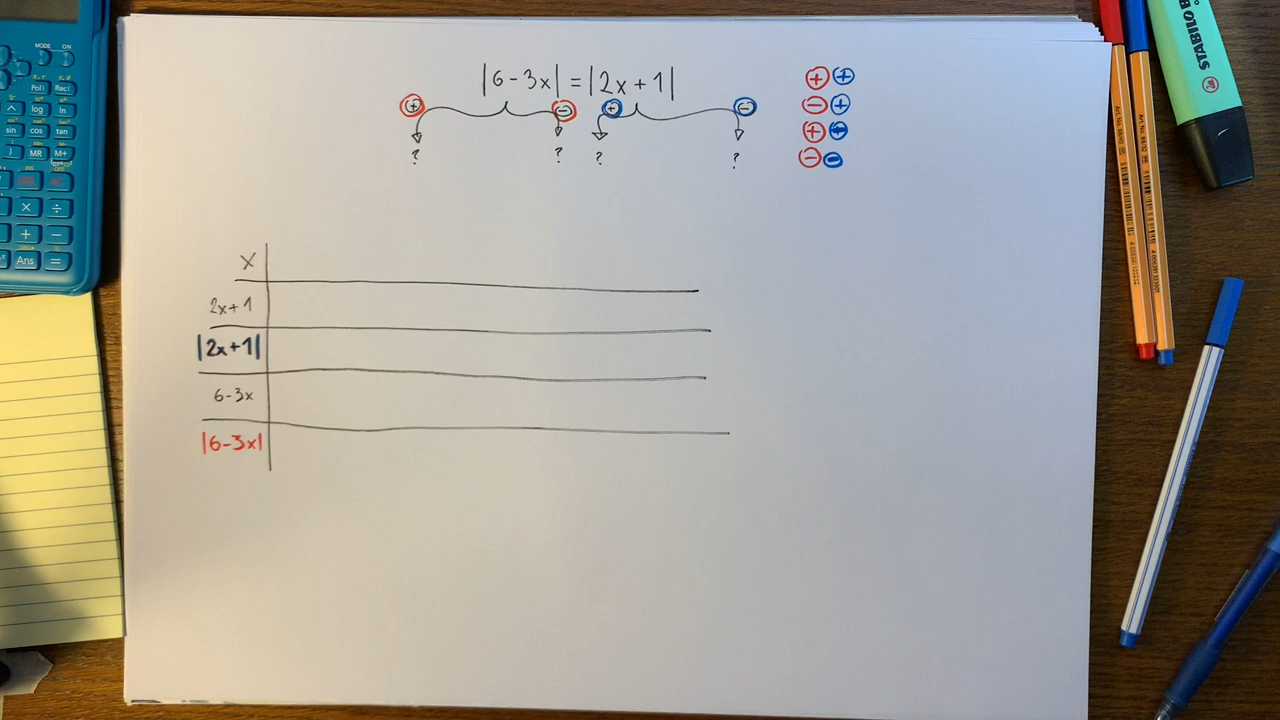 |6-3x| = |2x+1|
⊕ ⊖ ⊕ ⊖
? ? ? ?
⊕ ⊕
⊖ ⊕
⊕ ⊖
⊖ ⊖
x
2x+1
|2x+1|
6-3x
|6-3x|
MODE ON
Pol( Rec(
log ln
sin cos tan
) MR M+
× ÷
+ −
Ans =
STABILO